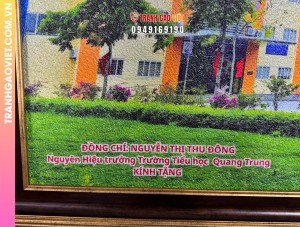 TRANH GẠO VIỆT
0949169190
TRANHGAOVIET.COM.VN
ĐỒNG CHÍ: NGUYỄN THỊ THU ĐÔNG
Nguyên Hiệu trưởng Trường Tiểu học Quang Trung
KÍNH TẶNG